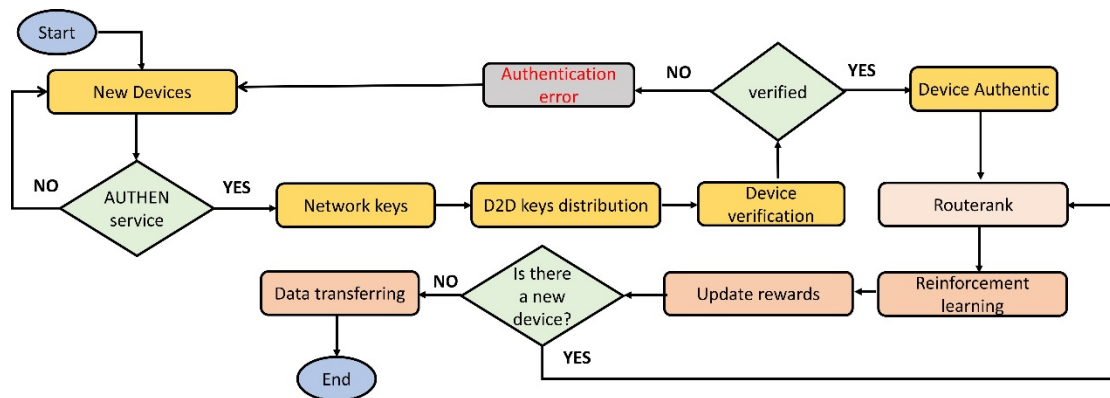 Start
New Devices
Authentication
error
NO
verified
YES
Device Authentic
NO
AUTHEN
service
YES
Network keys
D2D keys distribution
Device
verification
Routerank
Data transferring
NO
Is there
a new
device?
Update rewards
Reinforcement
learning
YES
End